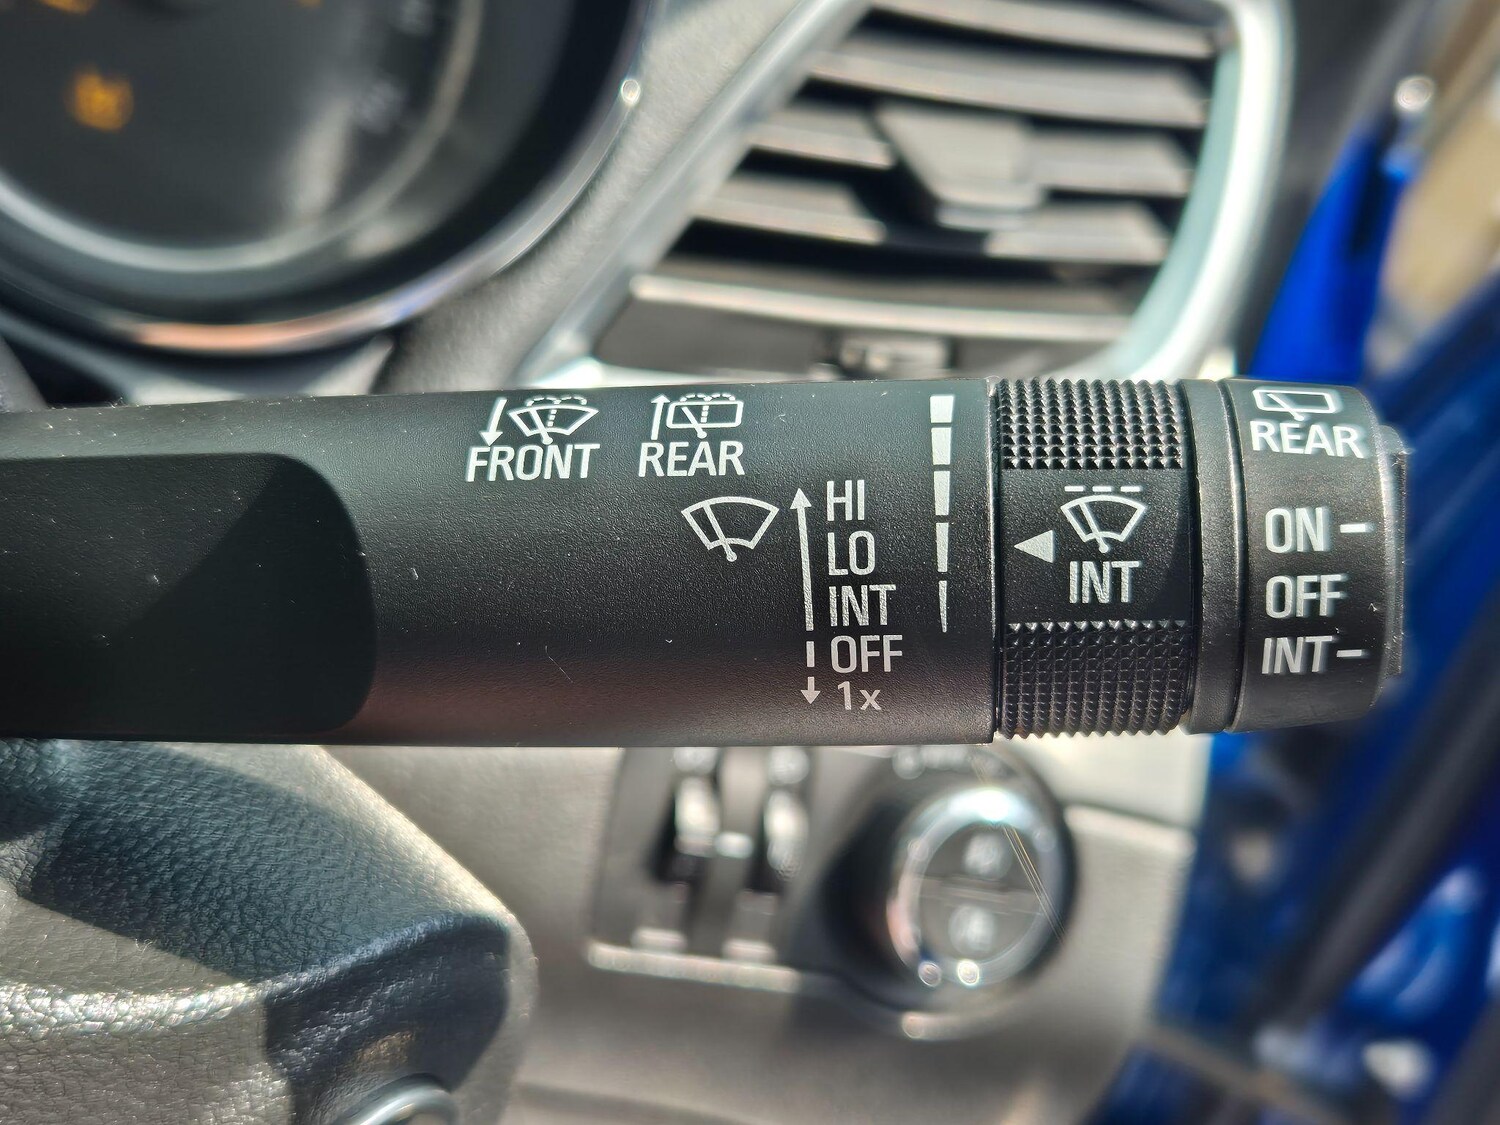 FRONT REAR
HI
LO
INT
OFF
1x
INT
REAR
ON
OFF
INT